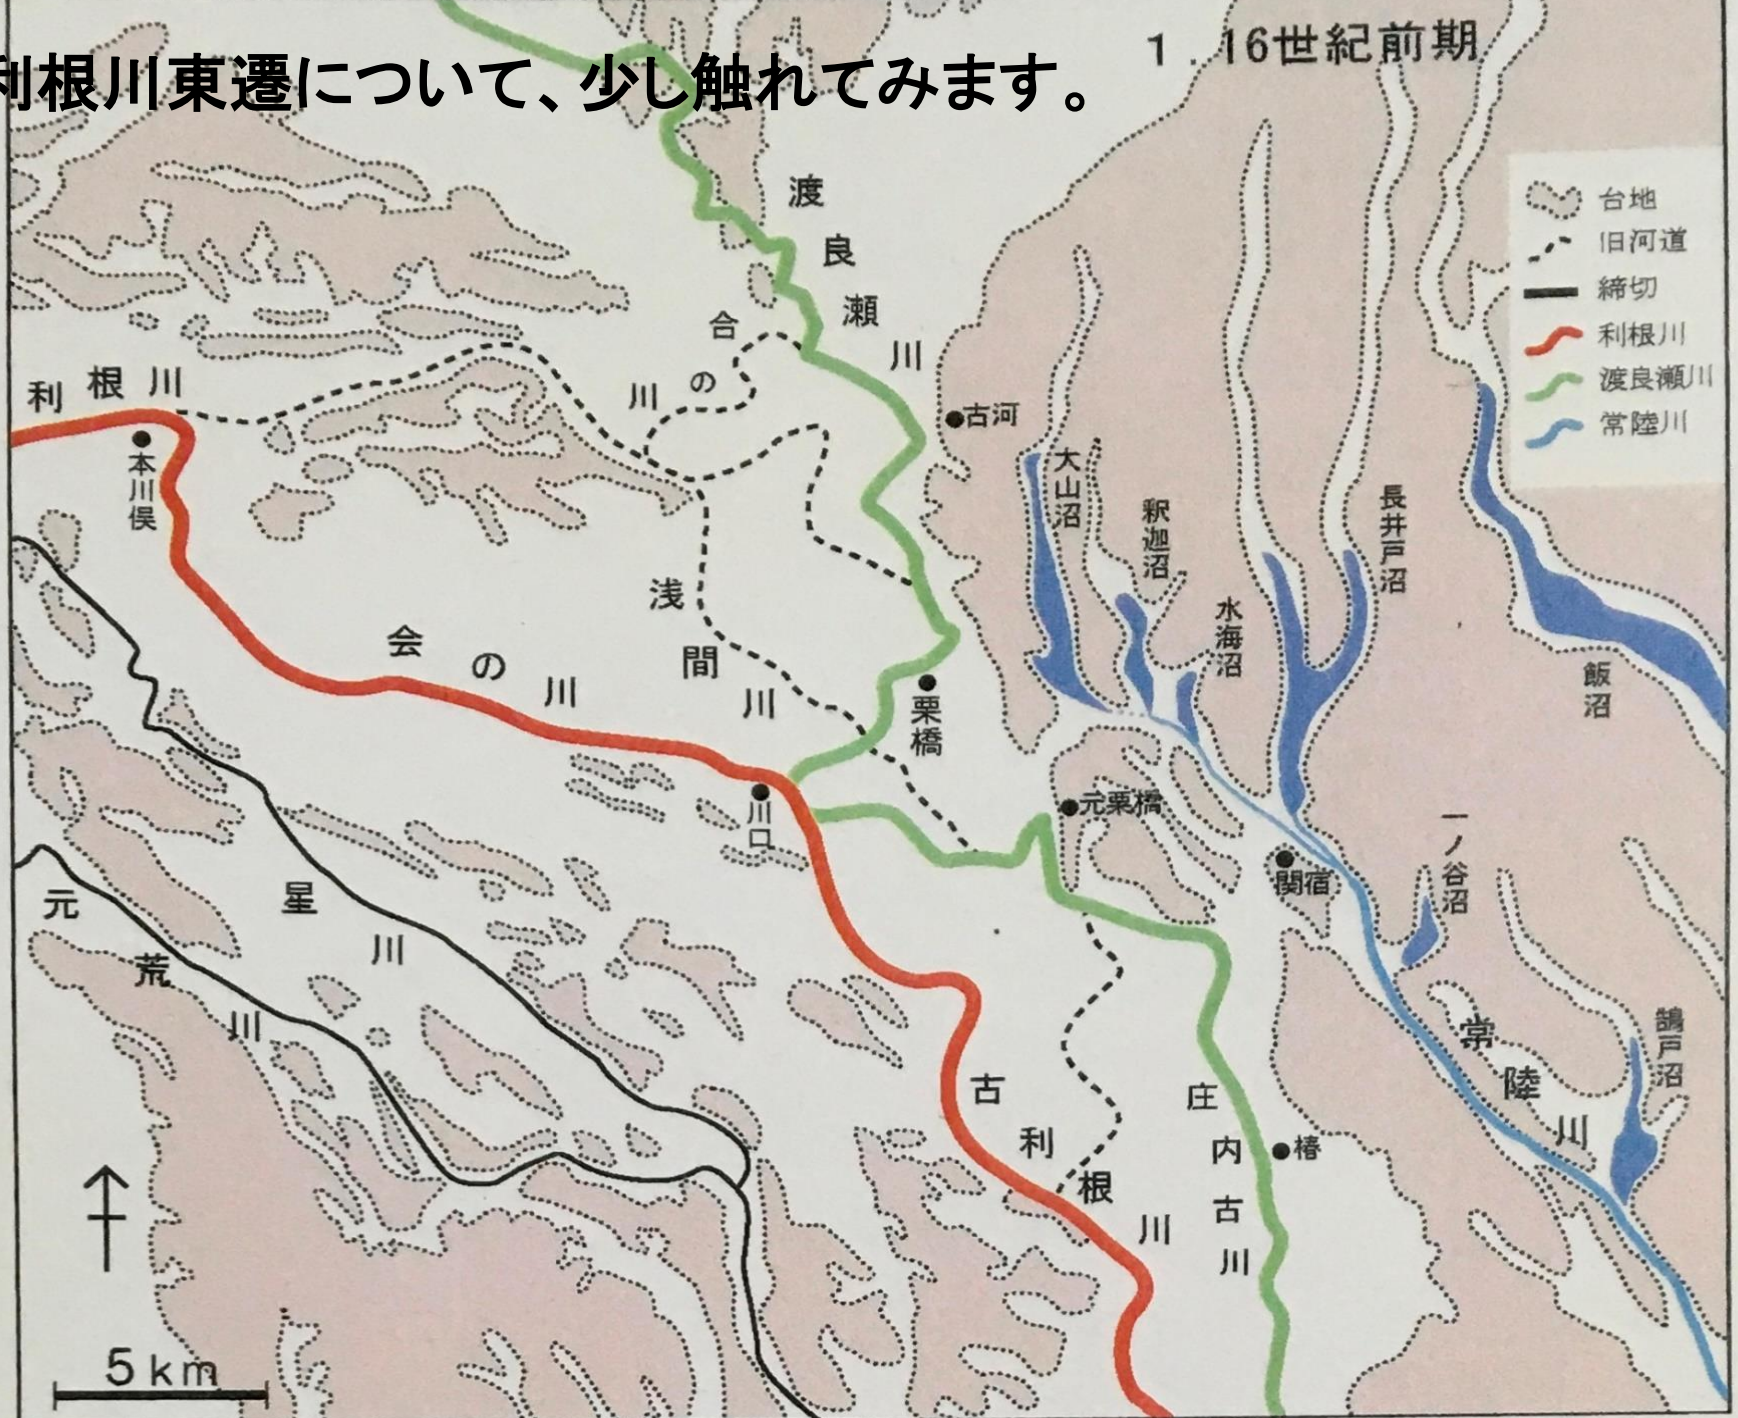 1．16世紀前期
利根川東遷について、少し触れてみます。
台地
旧河道
締切
利根川
渡良瀬川
常陸川
渡良瀬川
合の川
利根川
本川俣
古河
大山沼
釈迦沼
水海沼
長井戸沼
飯沼
浅間川
会の川
栗橋
川口
元栗橋
関宿
一ノ谷沼
星川
元荒川
常陸川
鵠戸沼
古利根川
庄内古川
椿
5km